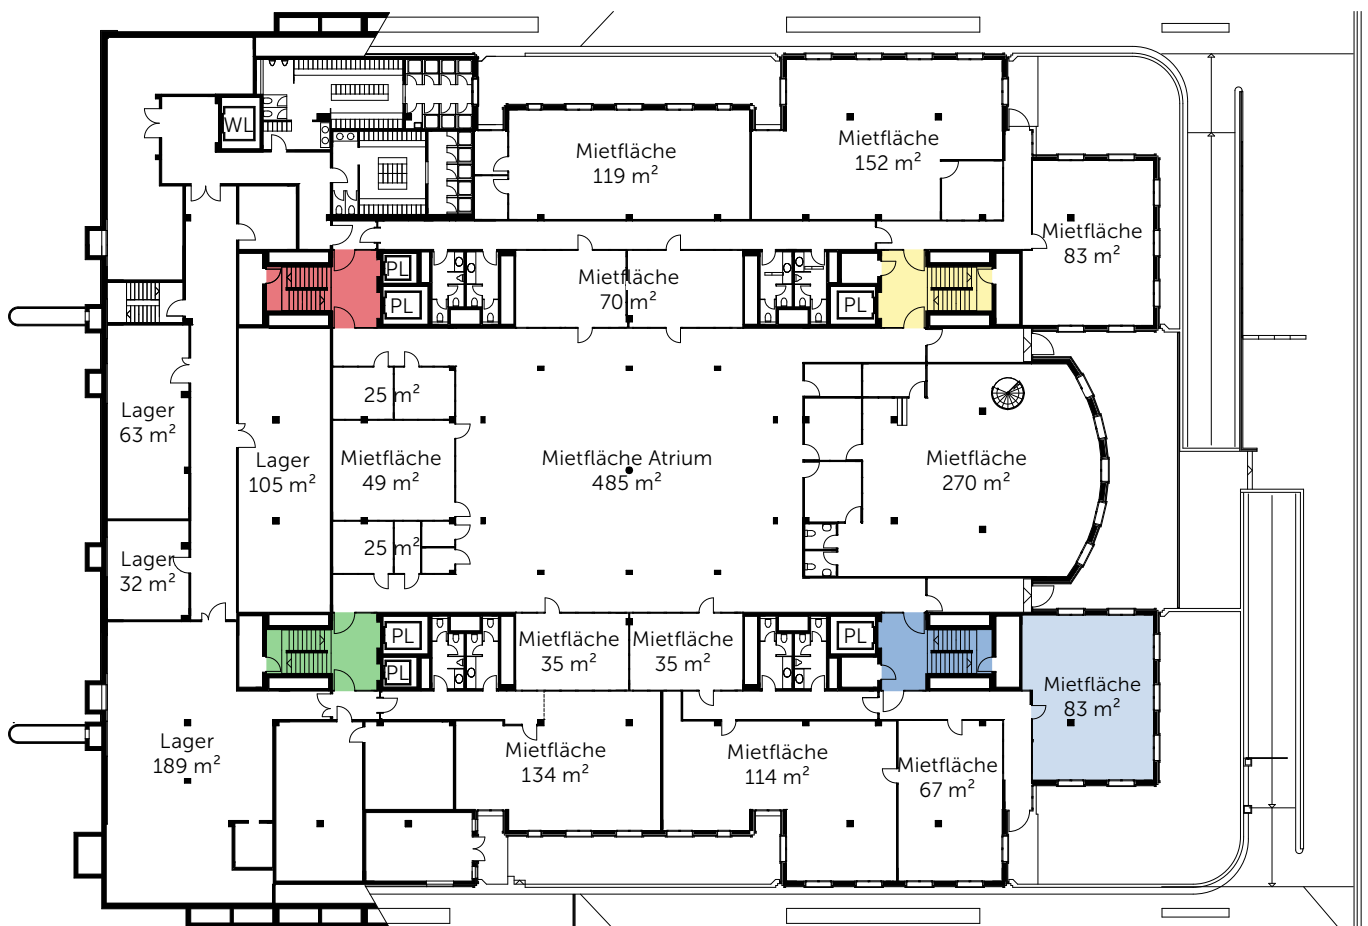 WL
Mietfläche
119 m²
Mietfläche
152 m²
Mietfläche
83 m²
PL
PL
Mietfläche
70 m²
PL
25 m²
Lager
63 m²
Lager
105 m²
Mietfläche
49 m²
Mietfläche Atrium
485 m²
Mietfläche
270 m²
25 m²
Lager
32 m²
PL
PL
Mietfläche
35 m²
Mietfläche
35 m²
PL
Mietfläche
83 m²
Lager
189 m²
Mietfläche
134 m²
Mietfläche
114 m²
Mietfläche
67 m²